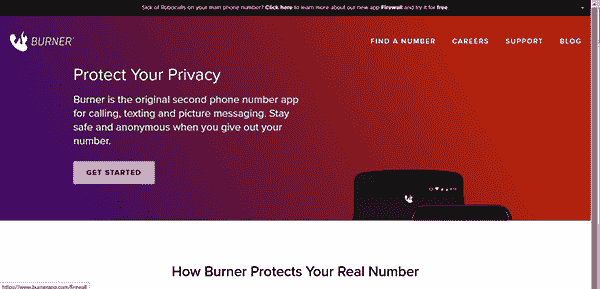 Sick of Robocalls on your main phone number? Click here to learn more about our new app Firewall and try it for free.
BURNER
FIND A NUMBER CAREERS SUPPORT BLOG
Protect Your Privacy
Burner is the original second phone number app
for calling, texting and picture messaging. Stay
safe and anonymous when you give out your
number.
GET STARTED
How Burner Protects Your Real Number
https://www.burnerapp.com/firewall